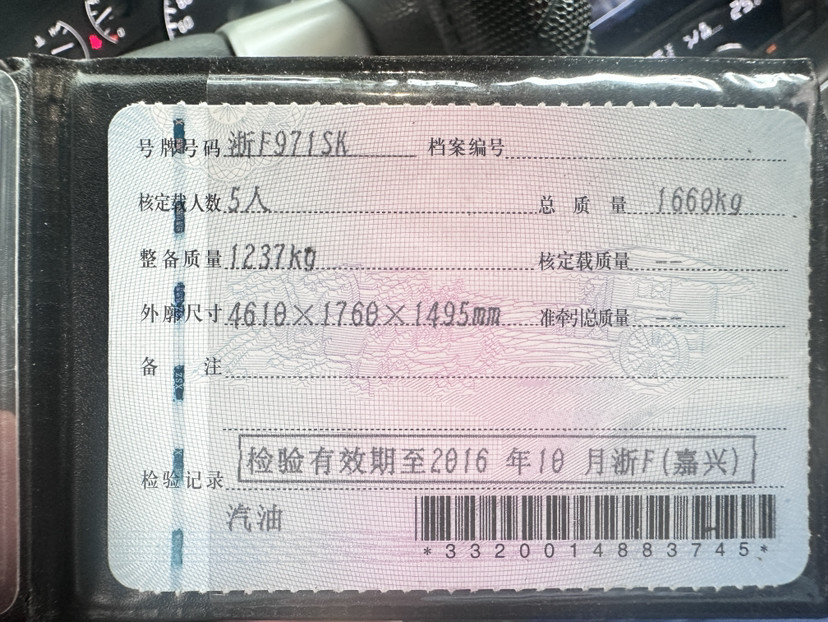 号牌号码 浙F971SK 档案编号
核定载人数 5人 总质量 1660kg
整备质量 1237kg 核定载质量 --
外廓尺寸 4610×1760×1495mm 准牵引总质量 --
备注
检验记录 检验有效期至2016年10月浙F(嘉兴)
汽油
*3320014883745*